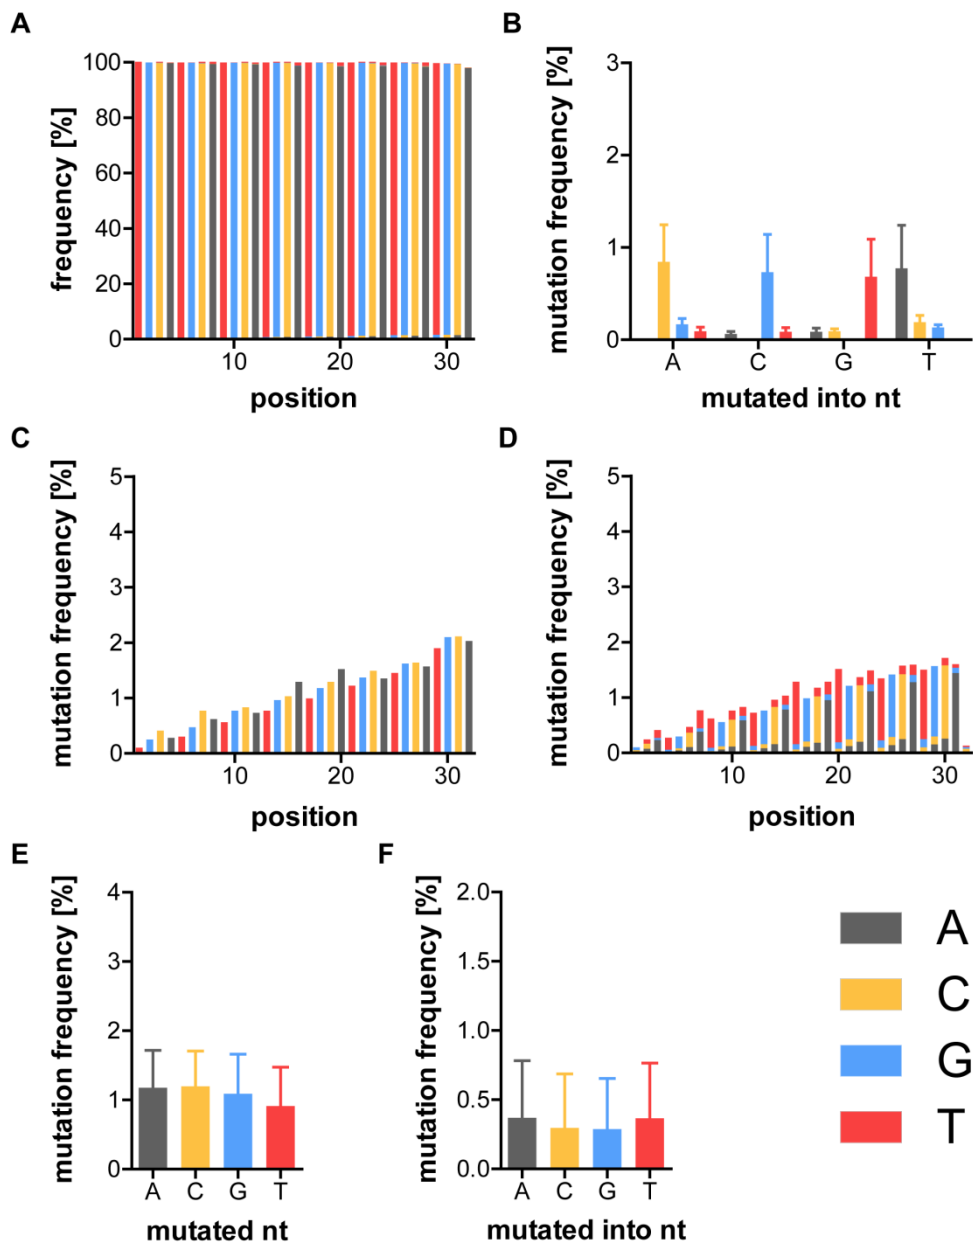 A
frequency [%]
100
80
60
40
20
0
10
20
30
position
B
mutation frequency [%]
3
2
1
0
A
C
G
T
mutated into nt
C
mutation frequency [%]
5
4
3
2
1
0
10
20
30
position
D
mutation frequency [%]
5
4
3
2
1
0
10
20
30
position
E
mutation frequency [%]
4
3
2
1
0
A
C
G
T
mutated nt
F
mutation frequency [%]
2.0
1.5
1.0
0.5
0.0
A
C
G
T
mutated into nt
A
C
G
T